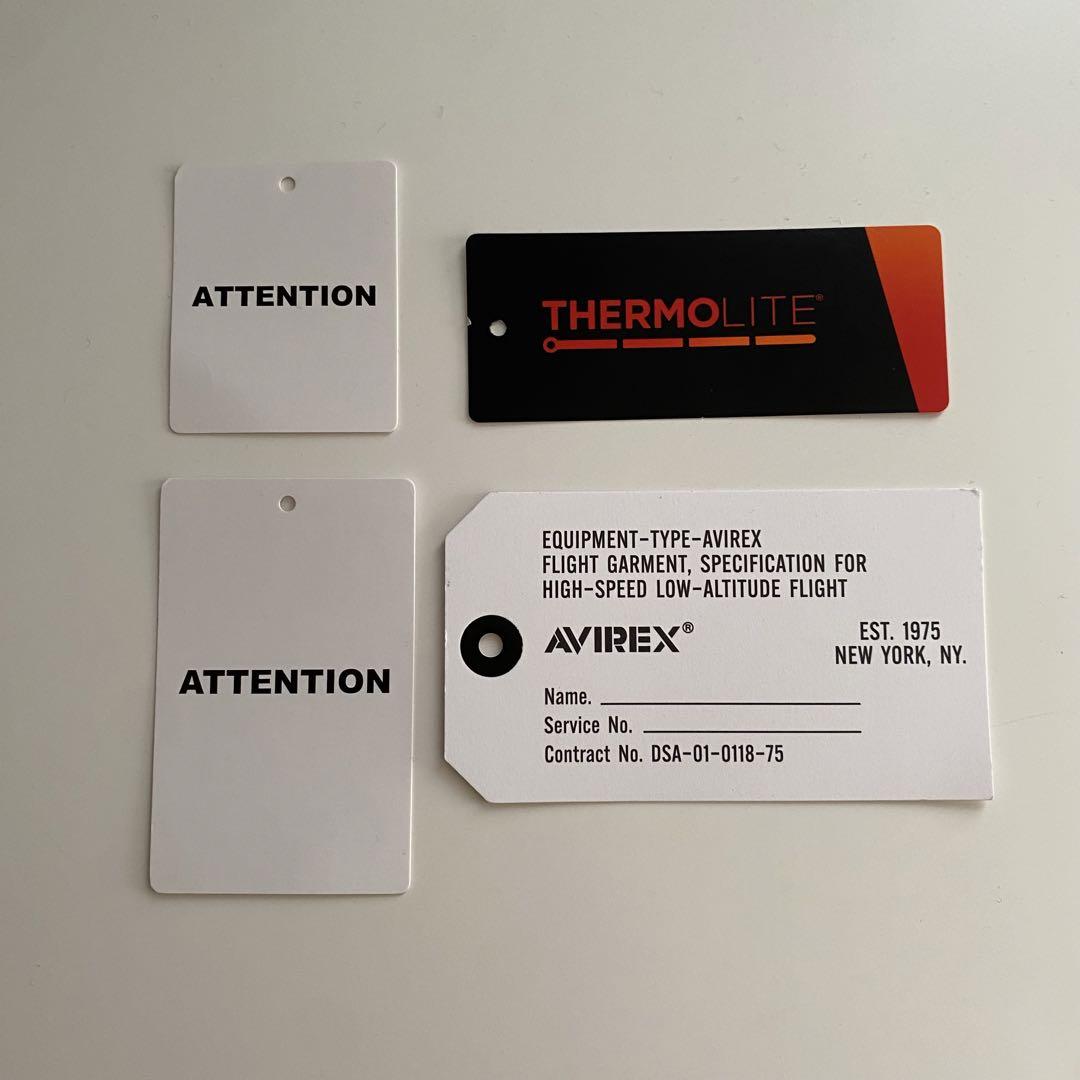 ATTENTION
THERMOLITE®
ATTENTION
EQUIPMENT-TYPE-AVIREX
FLIGHT GARMENT, SPECIFICATION FOR
HIGH-SPEED LOW-ALTITUDE FLIGHT
AVIREX®
EST. 1975
NEW YORK, NY.
Name.
Service No.
Contract No. DSA-01-0118-75